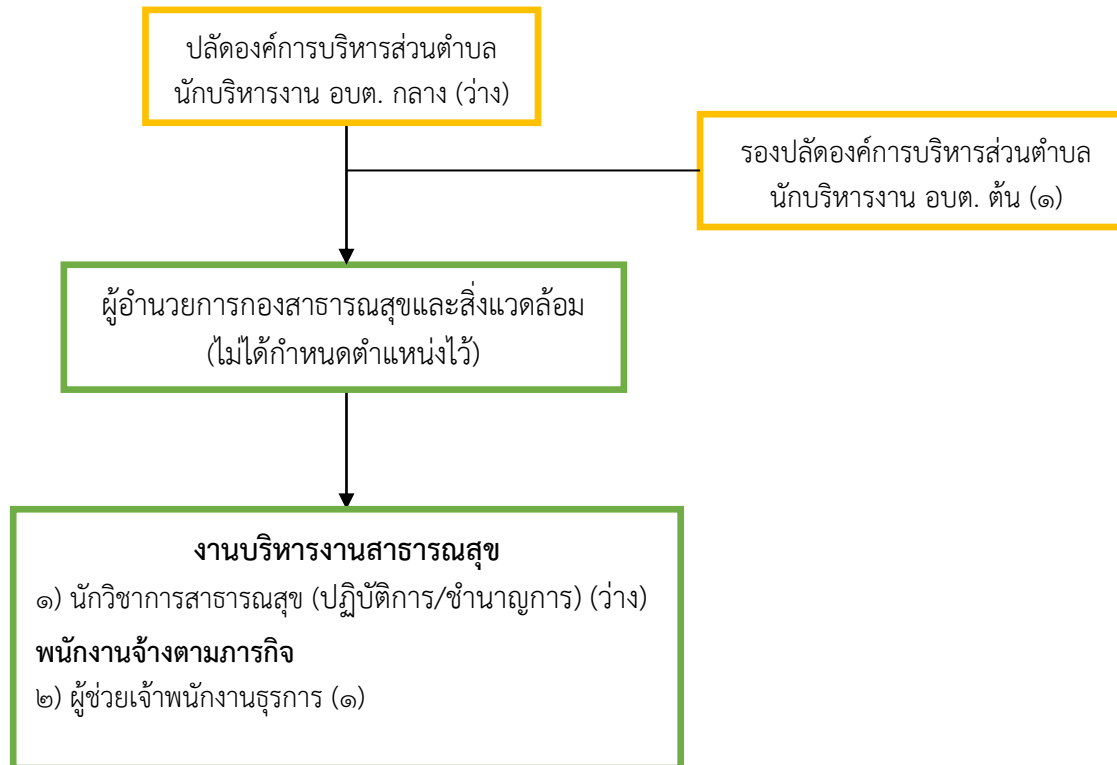 ปลัดองค์การบริหารส่วนตำบล
นักบริหารงาน อบต. กลาง (ว่าง)
รองปลัดองค์การบริหารส่วนตำบล
นักบริหารงาน อบต. ต้น (๑)
ผู้อำนวยการกองสาธารณสุขและสิ่งแวดล้อม
(ไม่ได้กำหนดตำแหน่งไว้)
งานบริหารงานสาธารณสุข
๑) นักวิชาการสาธารณสุข (ปฏิบัติการ/ชำนาญการ) (ว่าง)
พนักงานจ้างตามภารกิจ
๒) ผู้ช่วยเจ้าพนักงานธุรการ (๑)